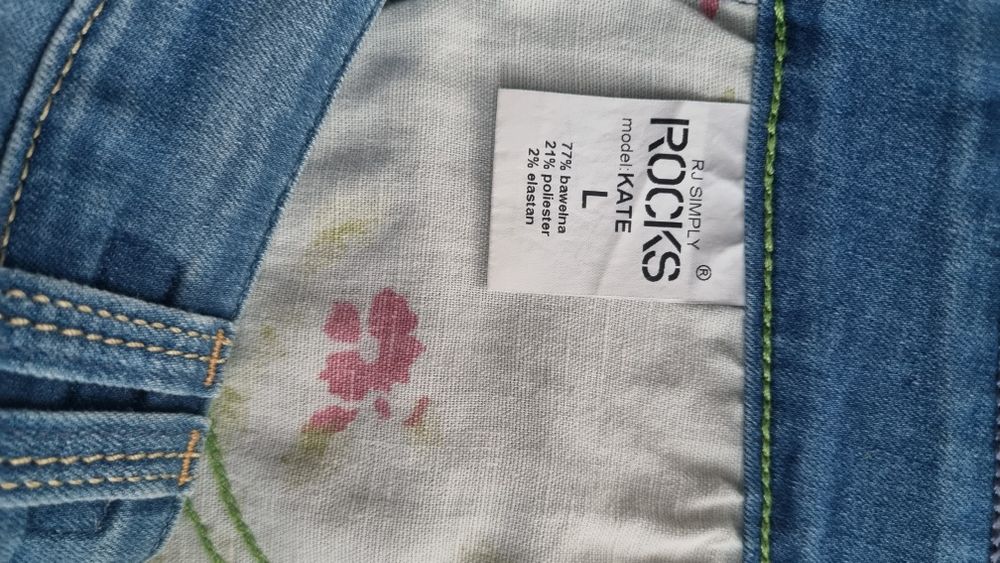 RJ SIMPLY
ROCKS ®
model:KATE
L
77% bawełna
21% poliester
2% elastan